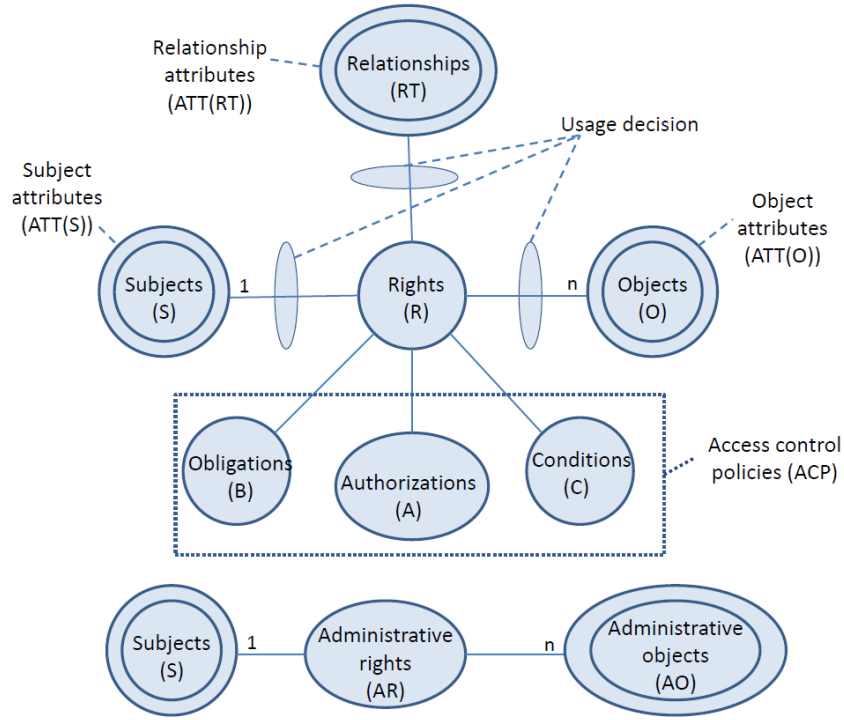 Relationship
attributes
(ATT(RT))
Relationships
(RT)
Usage decision
Subject
attributes
(ATT(S))
Object
attributes
(ATT(O))
Subjects
(S)
1
Rights
(R)
n
Objects
(O)
Obligations
(B)
Authorizations
(A)
Conditions
(C)
Access control
policies (ACP)
Subjects
(S)
1
Administrative
rights
(AR)
n
Administrative
objects
(AO)